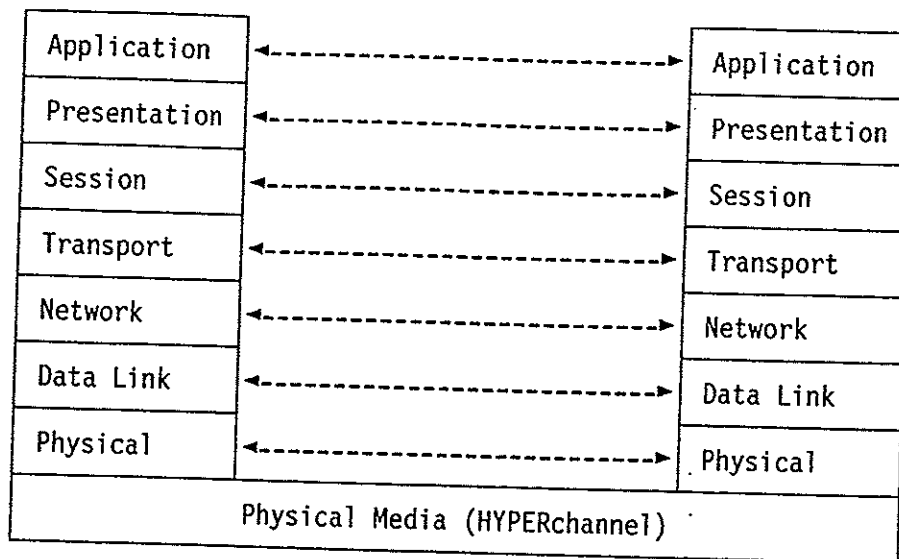 Application
Application
Presentation
Presentation
Session
Session
Transport
Transport
Network
Network
Data Link
Data Link
Physical
Physical
Physical Media (HYPERchannel)